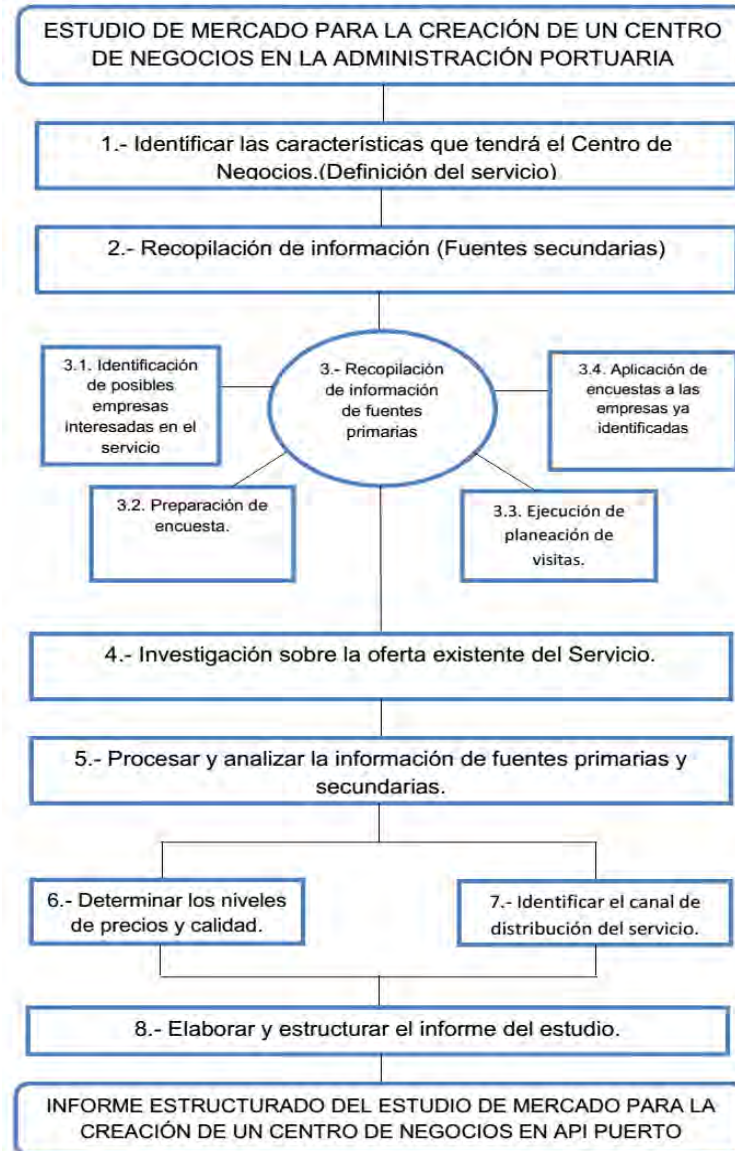 ESTUDIO DE MERCADO PARA LA CREACIÓN DE UN CENTRO
DE NEGOCIOS EN LA ADMINISTRACIÓN PORTUARIA
1.- Identificar las características que tendrá el Centro de
Negocios.(Definición del servicio)
2.- Recopilación de información (Fuentes secundarias)
3.1. Identificación
de posibles
empresas
interesadas en el
servicio
3.- Recopilación
de información
de fuentes
primarias
3.4. Aplicación de
encuestas a las
empresas ya
identificadas
3.2. Preparación de
encuesta.
3.3. Ejecución de
planeación de
visitas.
4.- Investigación sobre la oferta existente del Servicio.
5.- Procesar y analizar la información de fuentes primarias y
secundarias.
6.- Determinar los niveles
de precios y calidad.
7.- Identificar el canal de
distribución del servicio.
8.- Elaborar y estructurar el informe del estudio.
INFORME ESTRUCTURADO DEL ESTUDIO DE MERCADO PARA LA
CREACIÓN DE UN CENTRO DE NEGOCIOS EN API PUERTO